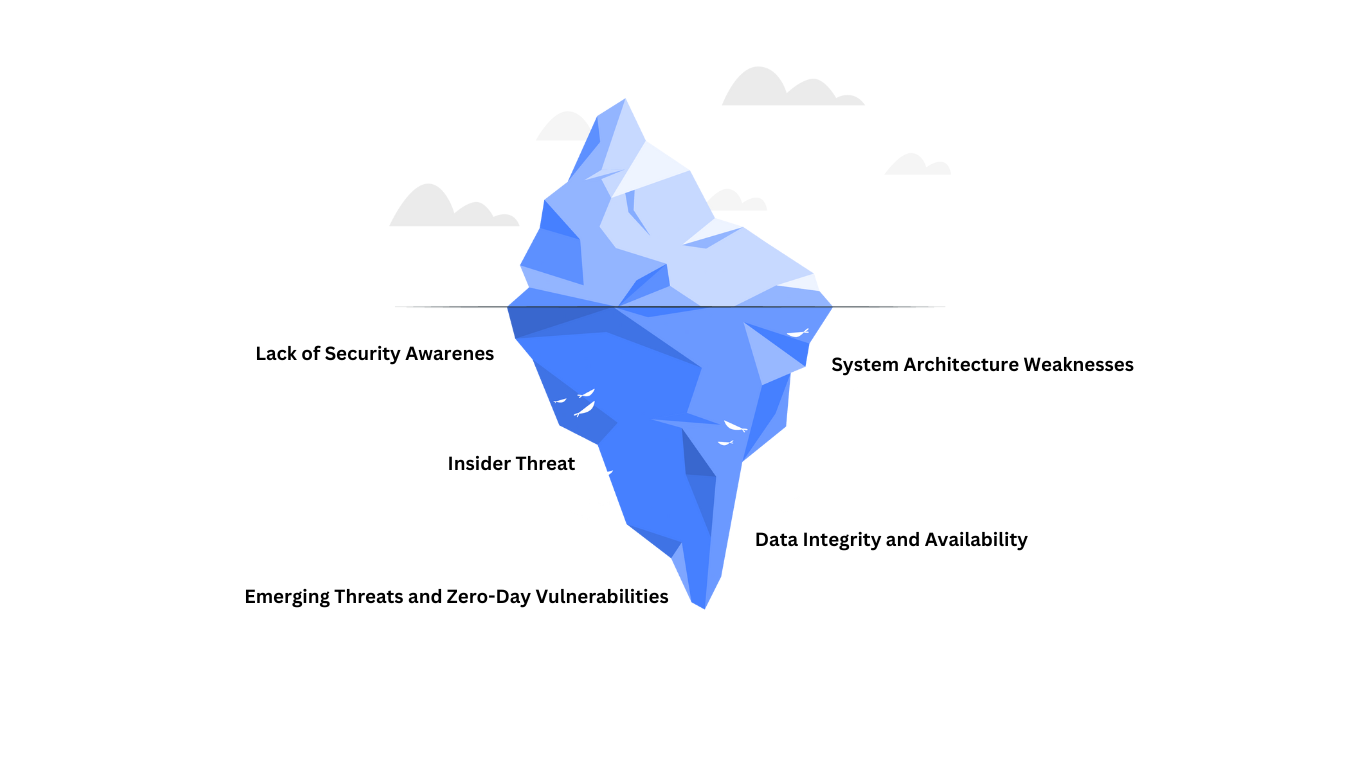 Lack of Security Awarenes
System Architecture Weaknesses
Insider Threat
Data Integrity and Availability
Emerging Threats and Zero-Day Vulnerabilities